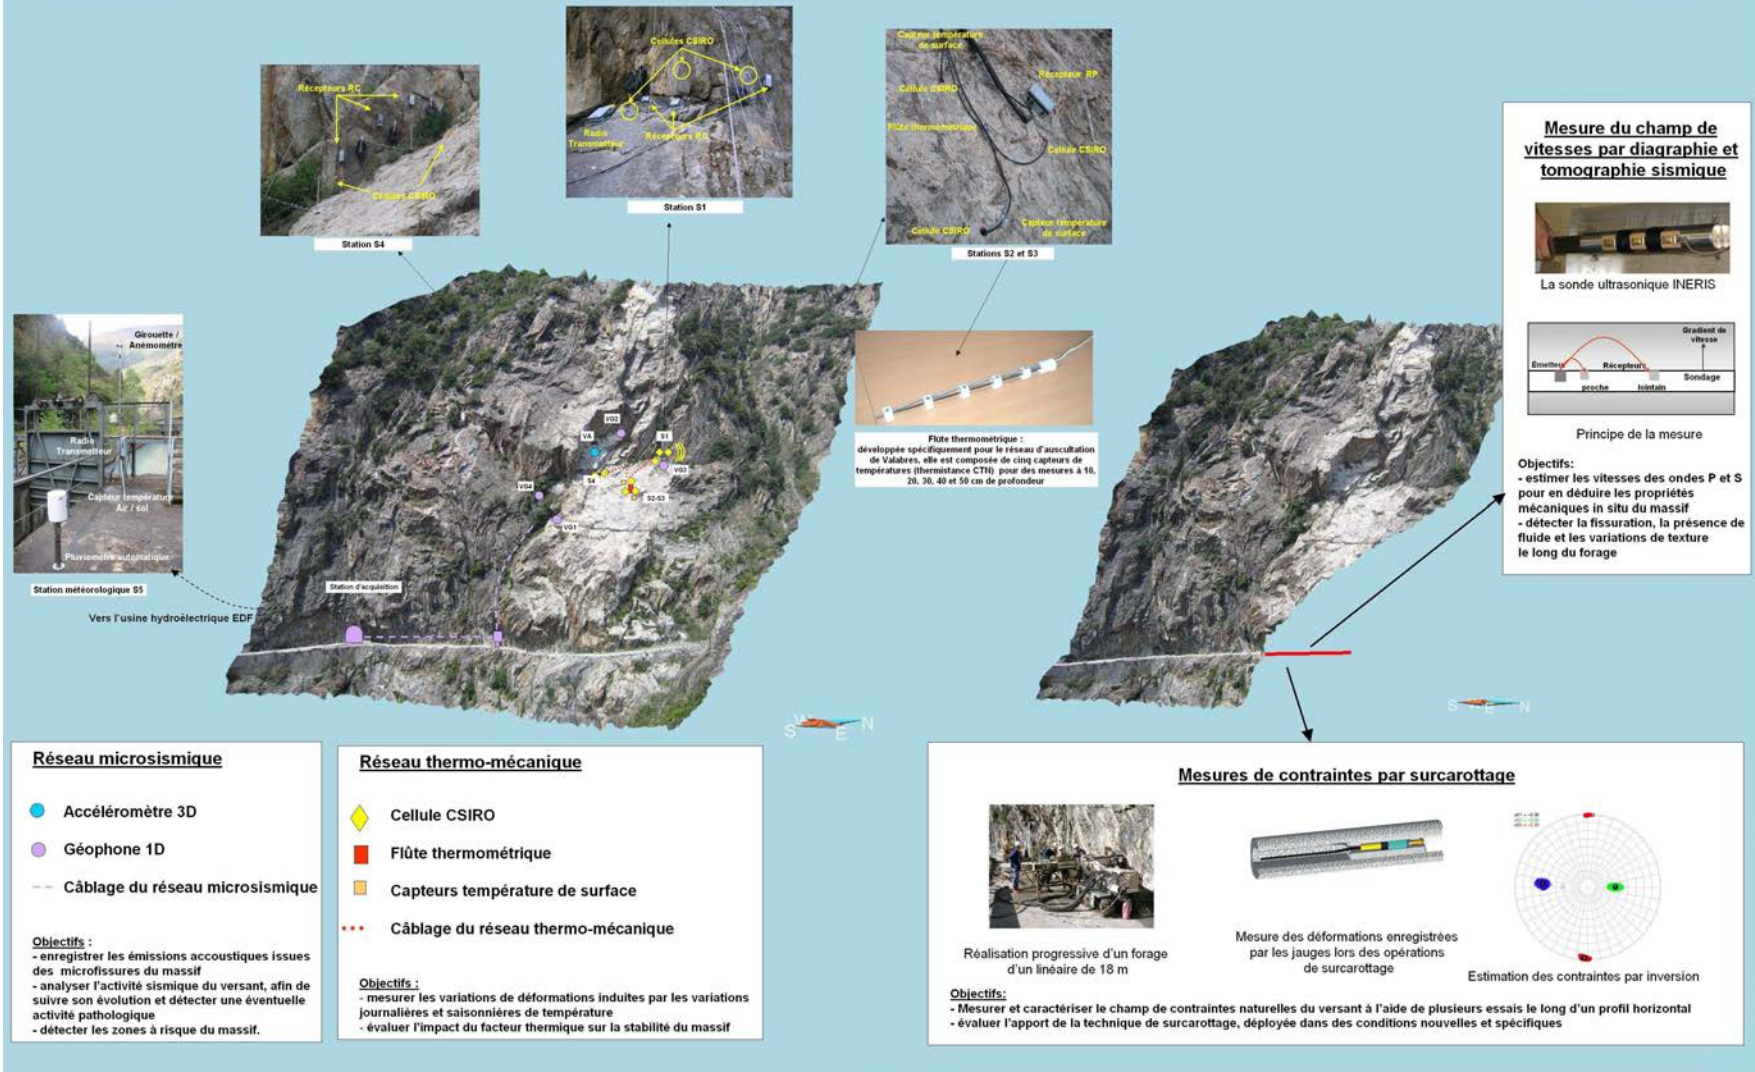 Récepteurs RC
Cellules CSIRO
Station S4
Cellules CSIRO
Radio
Transmetteur
Récepteurs RC
Station S1
Capteur température
de surface
Récepteur RP
Cellule CSIRO
Flûte thermométrique
Cellule CSIRO
Cellule CSIRO
Capteur température
de surface
Stations S2 et S3
Girouette /
Anémomètre
Radio
Transmetteur
Capteur température
Air / sol
Pluviomètre automatique
Station météorologique S5
Vers l'usine hydroélectrique EDF
VG2
VA
S1
VG3
S4
S2-S3
VG4
VG1
Station d'acquisition
Flûte thermométrique :
développée spécifiquement pour le réseau d'auscultation
de Valabres, elle est composée de cinq capteurs de
températures (thermistance CTN) pour des mesures à 10,
20, 30, 40 et 50 cm de profondeur
Mesure du champ de
vitesses par diagraphie et
tomographie sismique
La sonde ultrasonique INERIS
Gradient de
vitesse
Émetteur
Récepteurs
proche
lointain
Sondage
Principe de la mesure
Objectifs:
- estimer les vitesses des ondes P et S
pour en déduire les propriétés
mécaniques in situ du massif
- détecter la fissuration, la présence de
fluide et les variations de texture
le long du forage
S W E N
S W E N
Réseau microsismique
Accéléromètre 3D
Géophone 1D
Câblage du réseau microsismique
Objectifs :
- enregistrer les émissions accoustiques issues
des microfissures du massif
- analyser l'activité sismique du versant, afin de
suivre son évolution et détecter une éventuelle
activité pathologique
- détecter les zones à risque du massif.
Réseau thermo-mécanique
Cellule CSIRO
Flûte thermométrique
Capteurs température de surface
Câblage du réseau thermo-mécanique
Objectifs :
- mesurer les variations de déformations induites par les variations
journalières et saisonnières de température
- évaluer l'impact du facteur thermique sur la stabilité du massif
Mesures de contraintes par surcarottage
Réalisation progressive d'un forage
d'un linéaire de 18 m
Mesure des déformations enregistrées
par les jauges lors des opérations
de surcarottage
Estimation des contraintes par inversion
Objectifs:
- Mesurer et caractériser le champ de contraintes naturelles du versant à l'aide de plusieurs essais le long d'un profil horizontal
- évaluer l'apport de la technique de surcarottage, déployée dans des conditions nouvelles et spécifiques